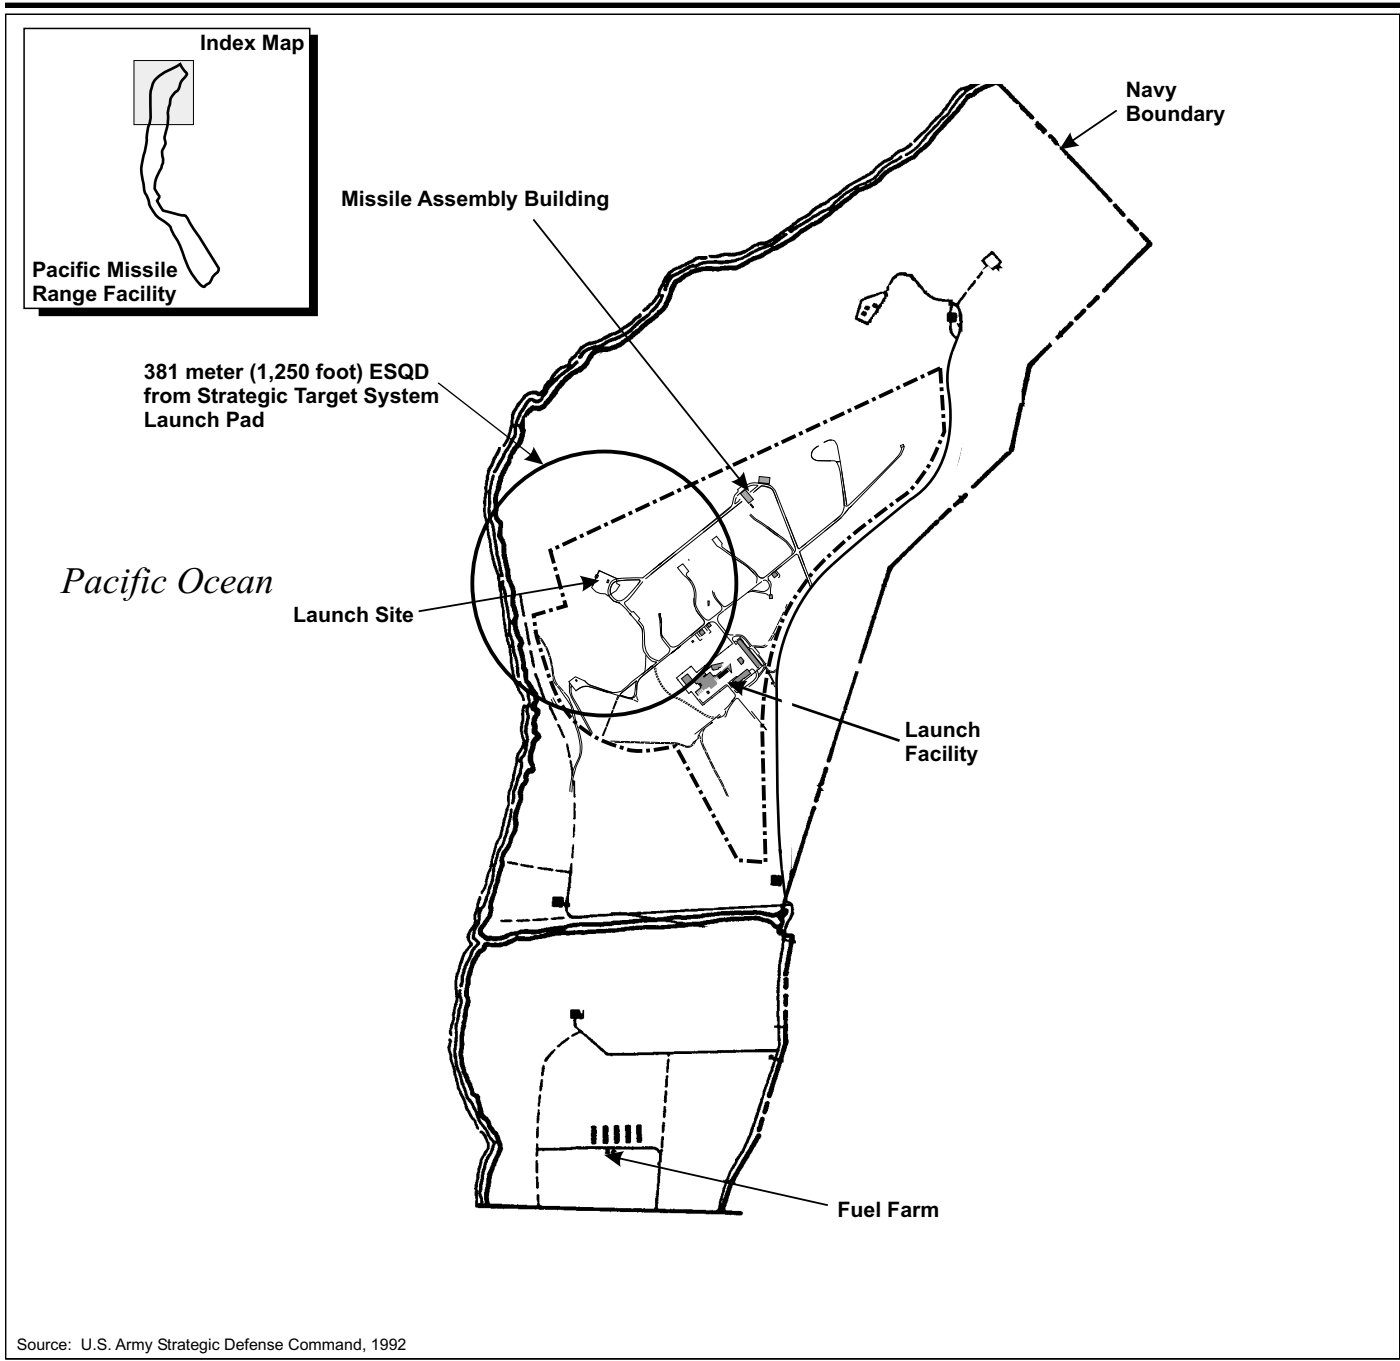 Index Map
Pacific Missile
Range Facility
Navy
Boundary
Missile Assembly Building
381 meter (1,250 foot) ESQD
from Strategic Target System
Launch Pad
Pacific Ocean
Launch Site
Launch
Facility
Fuel Farm
Source: U.S. Army Strategic Defense Command, 1992